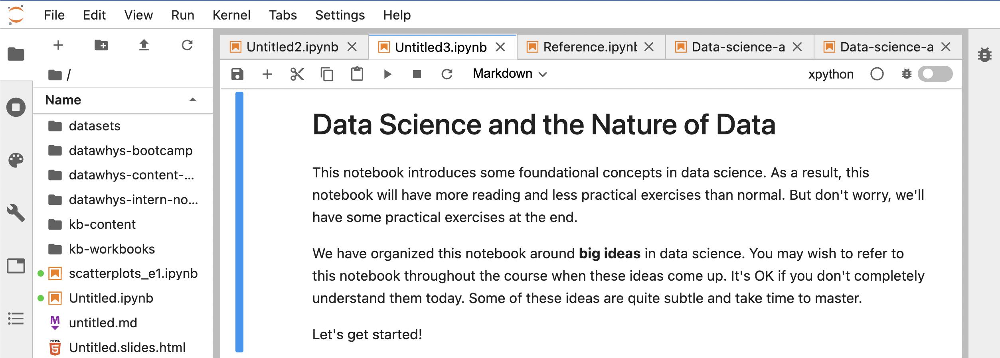 File Edit View Run Kernel Tabs Settings Help
Untitled2.ipynb Untitled3.ipynb Reference.ipynb Data-science-a Data-science-a
/
Markdown xpython
Name
datasets
datawhys-bootcamp
datawhys-content-...
datawhys-intern-no...
kb-content
kb-workbooks
scatterplots_e1.ipynb
Untitled.ipynb
M
untitled.md
HTML
5
Untitled.slides.html
Data Science and the Nature of Data
This notebook introduces some foundational concepts in data science. As a result, this
notebook will have more reading and less practical exercises than normal. But don't worry, we'll
have some practical exercises at the end.
We have organized this notebook around big ideas in data science. You may wish to refer to
this notebook throughout the course when these ideas come up. It's OK if you don't completely
understand them today. Some of these ideas are quite subtle and take time to master.
Let's get started!